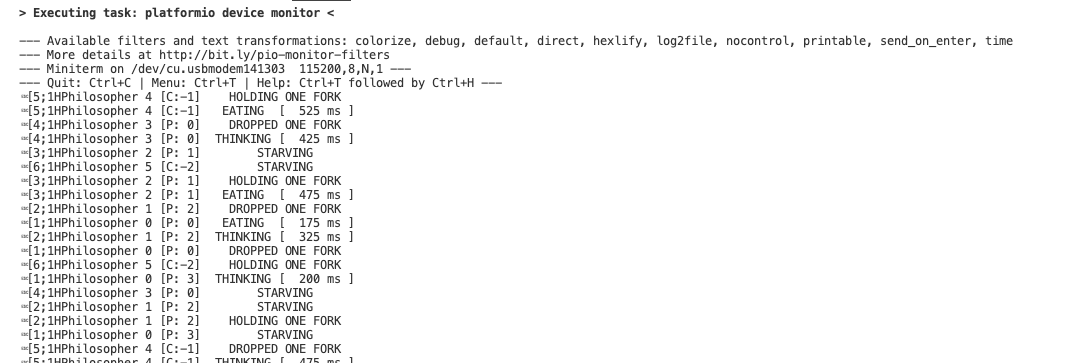 > Executing task: platformio device monitor <
--- Available filters and text transformations: colorize, debug, default, direct, hexlify, log2file, nocontrol, printable, send_on_enter, time
--- More details at http://bit.ly/pio-monitor-filters
--- Miniterm on /dev/cu.usbmodem141303  115200,8,N,1 ---
--- Quit: Ctrl+C | Menu: Ctrl+T | Help: Ctrl+T followed by Ctrl+H ---
␛[5;1HPhilosopher 4 [C:-1]    HOLDING ONE FORK
␛[5;1HPhilosopher 4 [C:-1]   EATING  [  525 ms ]
␛[4;1HPhilosopher 3 [P: 0]    DROPPED ONE FORK
␛[4;1HPhilosopher 3 [P: 0]  THINKING [  425 ms ]
␛[3;1HPhilosopher 2 [P: 1]        STARVING
␛[6;1HPhilosopher 5 [C:-2]        STARVING
␛[3;1HPhilosopher 2 [P: 1]    HOLDING ONE FORK
␛[3;1HPhilosopher 2 [P: 1]   EATING  [  475 ms ]
␛[2;1HPhilosopher 1 [P: 2]    DROPPED ONE FORK
␛[1;1HPhilosopher 0 [P: 0]   EATING  [  175 ms ]
␛[2;1HPhilosopher 1 [P: 2]  THINKING [  325 ms ]
␛[1;1HPhilosopher 0 [P: 0]    DROPPED ONE FORK
␛[6;1HPhilosopher 5 [C:-2]    HOLDING ONE FORK
␛[1;1HPhilosopher 0 [P: 3]  THINKING [  200 ms ]
␛[4;1HPhilosopher 3 [P: 0]        STARVING
␛[2;1HPhilosopher 1 [P: 2]        STARVING
␛[2;1HPhilosopher 1 [P: 2]    HOLDING ONE FORK
␛[1;1HPhilosopher 0 [P: 3]        STARVING
␛[5;1HPhilosopher 4 [C:-1]    DROPPED ONE FORK
␛[5;1HPhilosopher 4 [C:-1]  THINKING [  475 ms ]